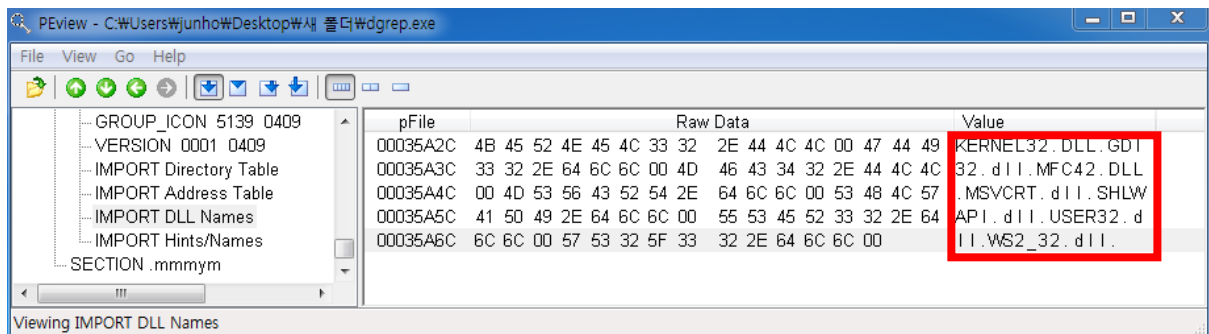 PEview - C:₩Users₩junho₩Desktop₩새 폴더₩dgrep.exe
File View Go Help
GROUP_ICON 5139 0409
VERSION 0001 0409
IMPORT Directory Table
IMPORT Address Table
IMPORT DLL Names
IMPORT Hints/Names
SECTION .mmmym
pFile Raw Data Value
00035A2C 4B 45 52 4E 45 4C 33 32 2E 44 4C 4C 00 47 44 49 KERNEL32.DLL.GDI
00035A3C 33 32 2E 64 6C 6C 00 4D 46 43 34 32 2E 44 4C 4C 32.dll.MFC42.DLL
00035A4C 00 4D 53 56 43 52 54 2E 64 6C 6C 00 53 48 4C 57 .MSVCRT.dll.SHLW
00035A5C 41 50 49 2E 64 6C 6C 00 55 53 45 52 33 32 2E 64 API.dll.USER32.d
00035A6C 6C 6C 00 57 53 32 5F 33 32 2E 64 6C 6C 00 ll.WS2_32.dll.
Viewing IMPORT DLL Names